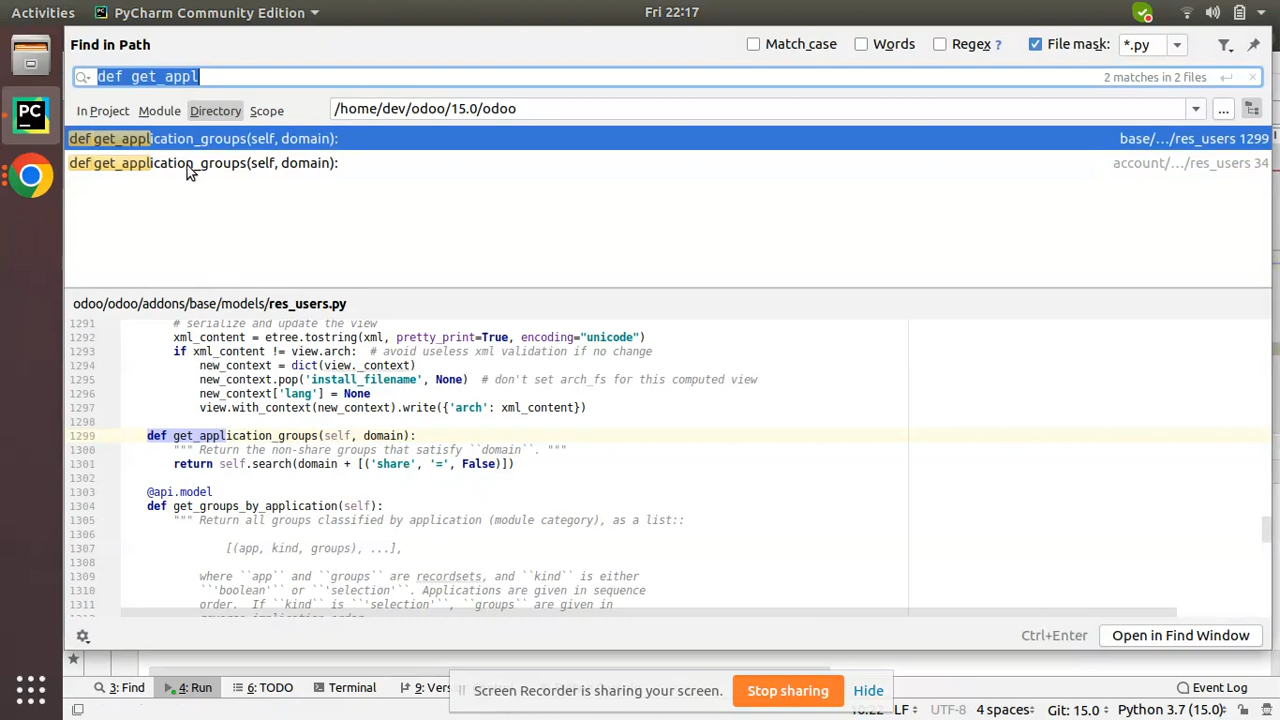 Activities PyCharm Community Edition Fri 22:17
Find in Path Match case Words Regex ? File mask: *.py
def get_appl 2 matches in 2 files
In Project Module Directory Scope /home/dev/odoo/15.0/odoo ...
def get_application_groups(self, domain): base/.../res_users 1299
def get_application_groups(self, domain): account/.../res_users 34
odoo/odoo/addons/base/models/res_users.py
1291 # serialize and update the view
1292 xml_content = etree.tostring(xml, pretty_print=True, encoding="unicode")
1293 if xml_content != view.arch: # avoid useless xml validation if no change
1294 new_context = dict(view._context)
1295 new_context.pop('install_filename', None) # don't set arch_fs for this computed view
1296 new_context['lang'] = None
1297 view.with_context(new_context).write({'arch': xml_content})
1298
1299 def get_application_groups(self, domain):
1300 """ Return the non-share groups that satisfy ``domain``. """
1301 return self.search(domain + [('share', '=', False)])
1302
1303 @api.model
1304 def get_groups_by_application(self):
1305 """ Return all groups classified by application (module category), as a list::
1306
1307 [(app, kind, groups), ...],
1308
1309 where ``app`` and ``groups`` are recordsets, and ``kind`` is either
1310 ``'boolean'`` or ``'selection'``. Applications are given in sequence
1311 order. If ``kind`` is ``'selection'``, ``groups`` are given in
Ctrl+Enter Open in Find Window
3: Find 4: Run 6: TODO Terminal 9: Vers Event Log
Screen Recorder is sharing your screen. Stop sharing Hide
LF UTF-8 4 spaces Git: 15.0 Python 3.7 (15.0)